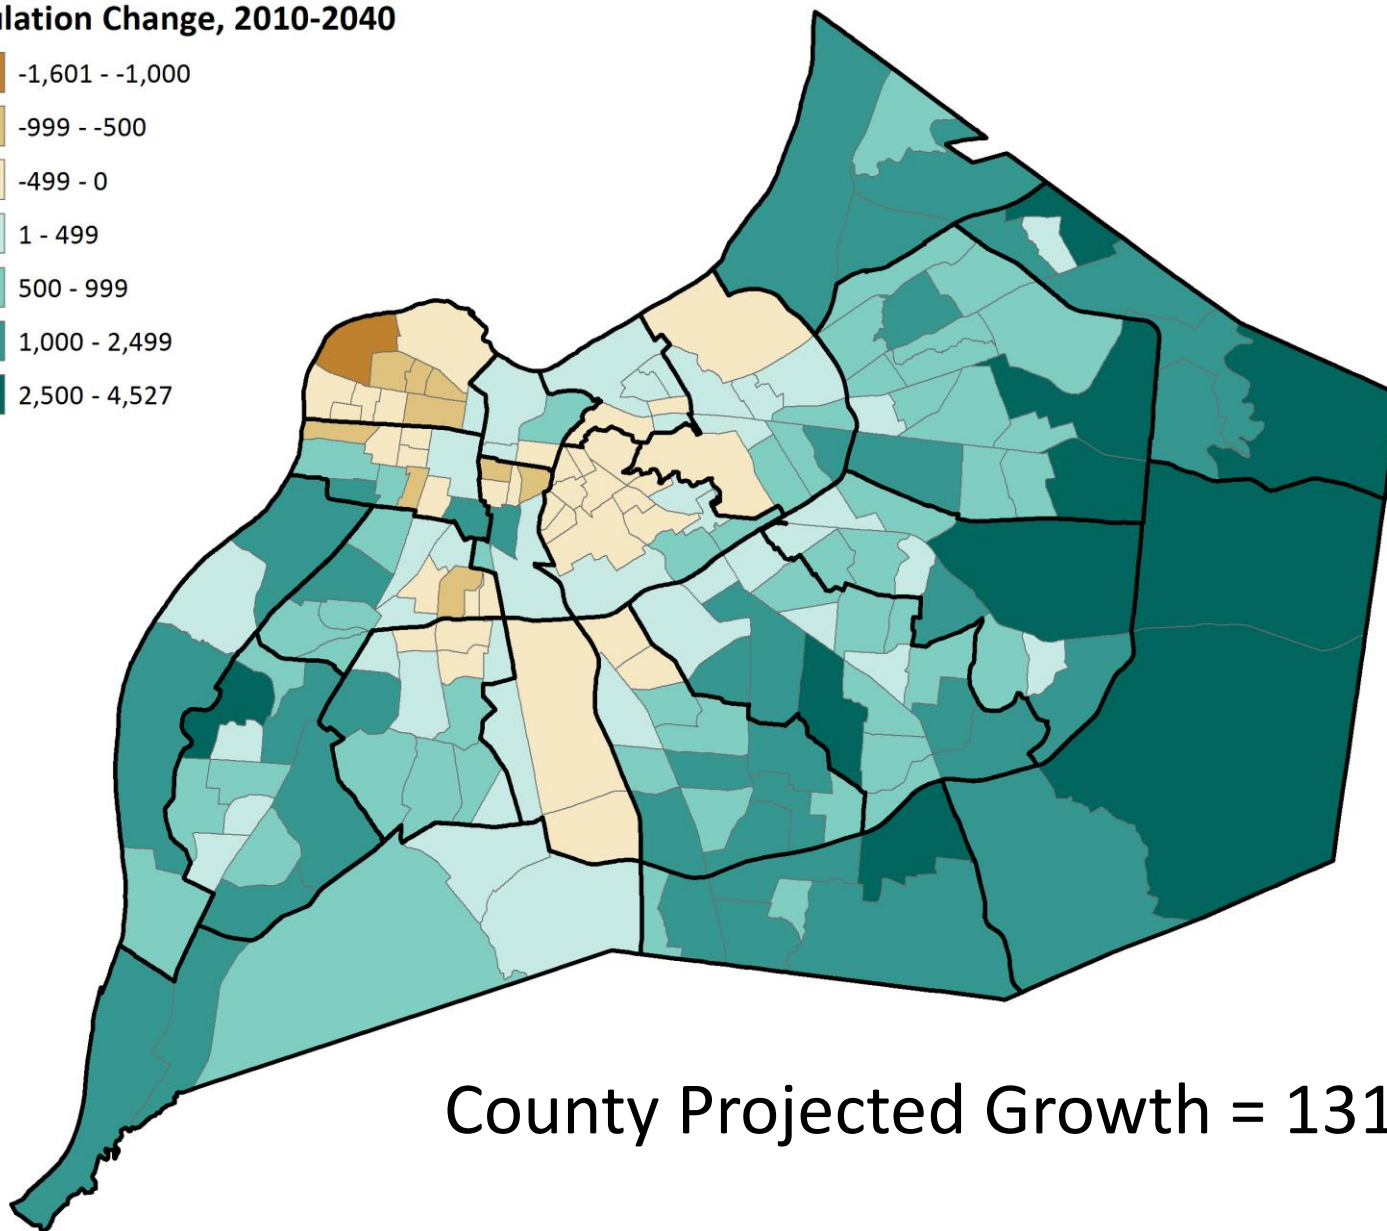 ulation Change, 2010-2040
-1,601 - -1,000
-999 - -500
-499 - 0
1 - 499
500 - 999
1,000 - 2,499
2,500 - 4,527
County Projected Growth = 131